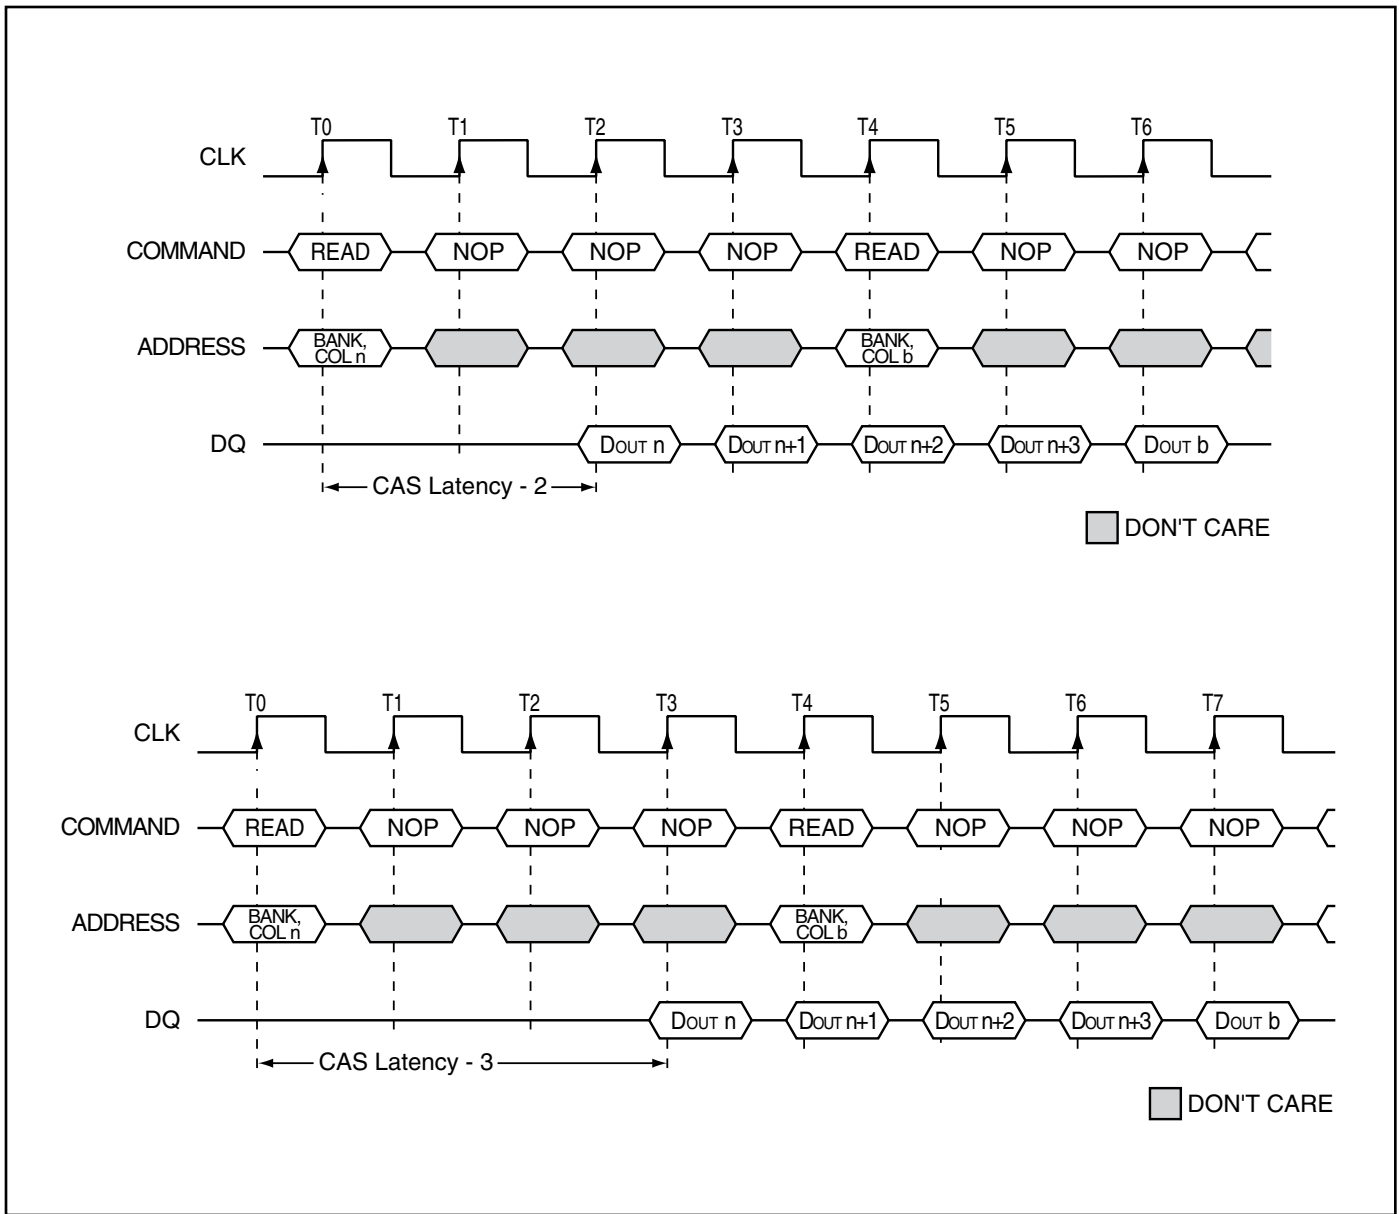 T0 T1 T2 T3 T4 T5 T6
CLK
COMMAND READ NOP NOP NOP READ NOP NOP
ADDRESS BANK, COL n BANK, COL b
DQ DOUT n DOUT n+1 DOUT n+2 DOUT n+3 DOUT b
CAS Latency - 2
DON'T CARE
T0 T1 T2 T3 T4 T5 T6 T7
CLK
COMMAND READ NOP NOP NOP READ NOP NOP NOP
ADDRESS BANK, COL n BANK, COL b
DQ DOUT n DOUT n+1 DOUT n+2 DOUT n+3 DOUT b
CAS Latency - 3
DON'T CARE